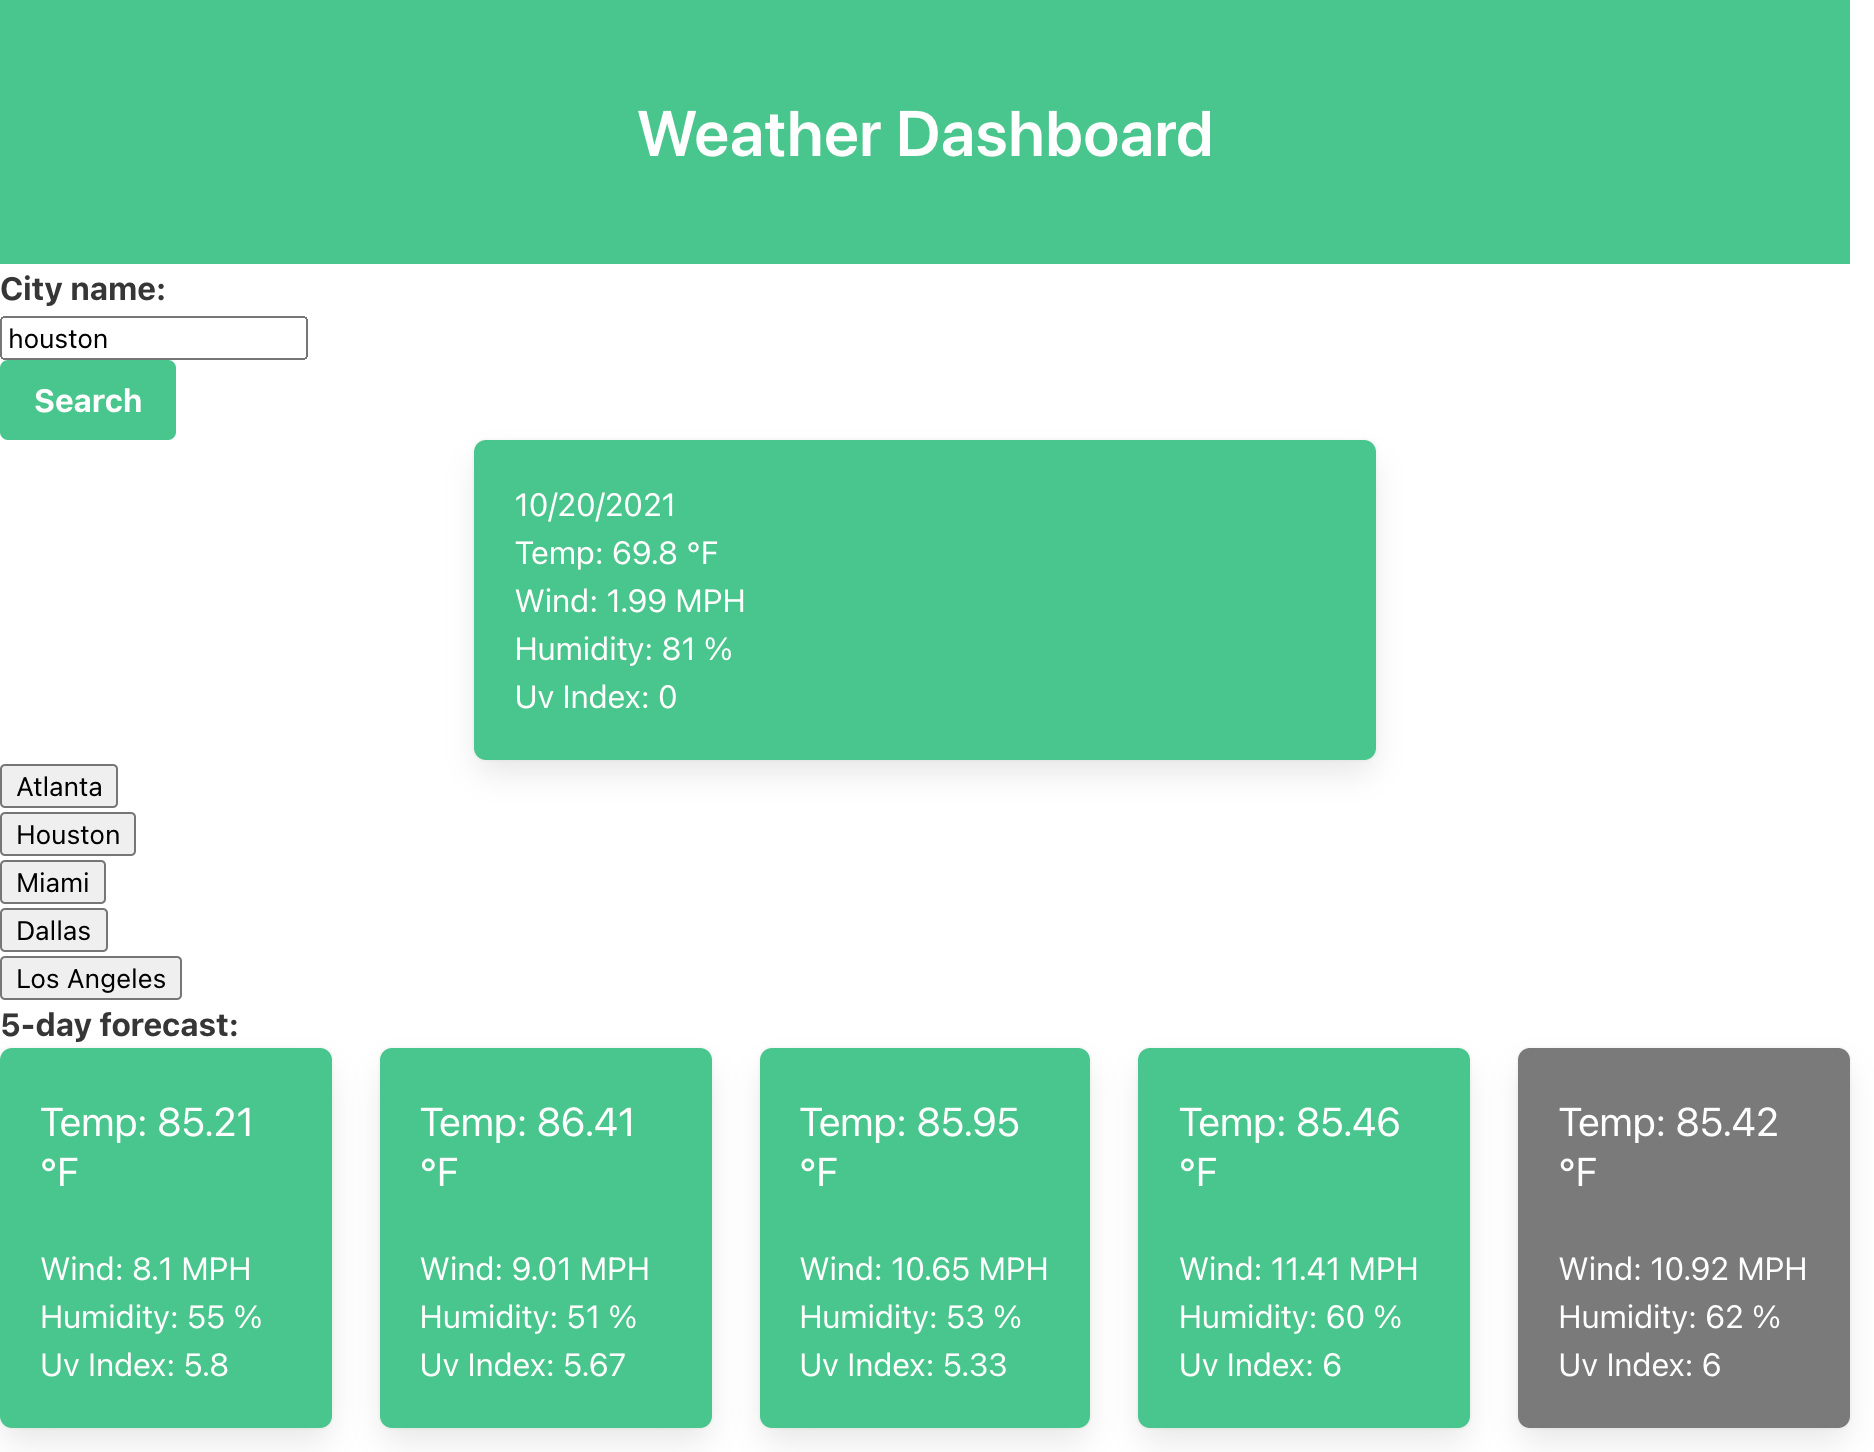 Weather Dashboard
City name:
houston
Search
10/20/2021
Temp: 69.8 °F
Wind: 1.99 MPH
Humidity: 81 %
Uv Index: 0
Atlanta
Houston
Miami
Dallas
Los Angeles
5-day forecast:
Temp: 85.21
°F
Wind: 8.1 MPH
Humidity: 55 %
Uv Index: 5.8
Temp: 86.41
°F
Wind: 9.01 MPH
Humidity: 51 %
Uv Index: 5.67
Temp: 85.95
°F
Wind: 10.65 MPH
Humidity: 53 %
Uv Index: 5.33
Temp: 85.46
°F
Wind: 11.41 MPH
Humidity: 60 %
Uv Index: 6
Temp: 85.42
°F
Wind: 10.92 MPH
Humidity: 62 %
Uv Index: 6